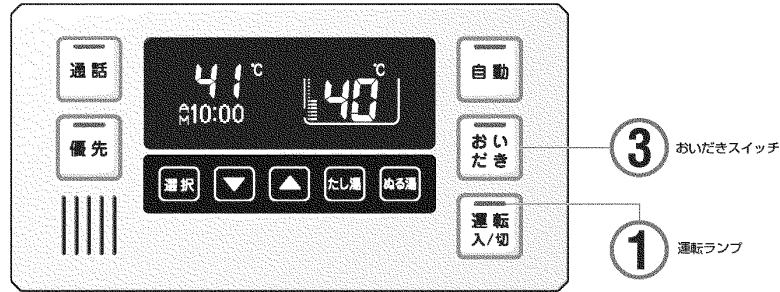 通話
優先
41℃
AM10:00
40℃
選択
▼
▲
たし湯
ぬる湯
自動
おい
だき
運転
入/切
③ おいだきスイッチ
① 運転ランプ